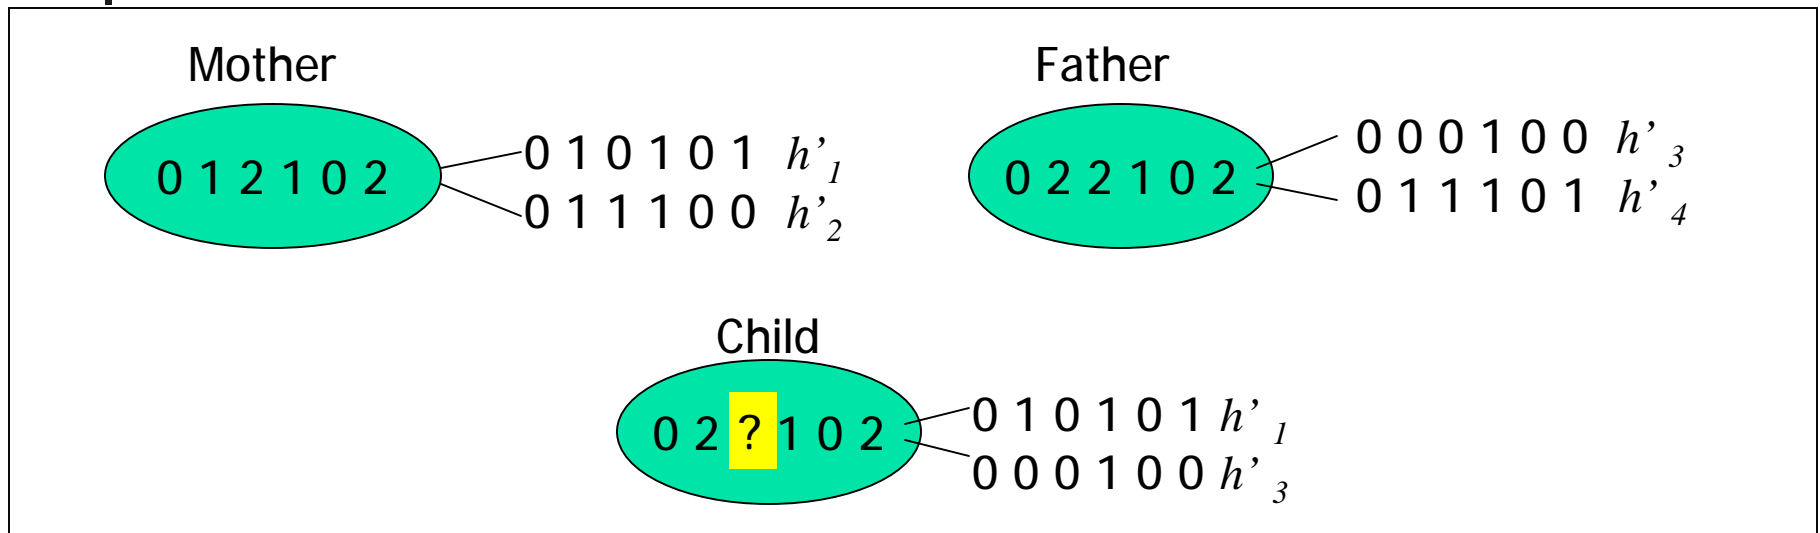 Mother
Father
0 1 2 1 0 2
0 1 0 1 0 1 h’1
0 1 1 1 0 0 h’2
0 2 2 1 0 2
0 0 0 1 0 0 h’3
0 1 1 1 0 1 h’4
Child
0 2 ? 1 0 2
0 1 0 1 0 1 h’1
0 0 0 1 0 0 h’3